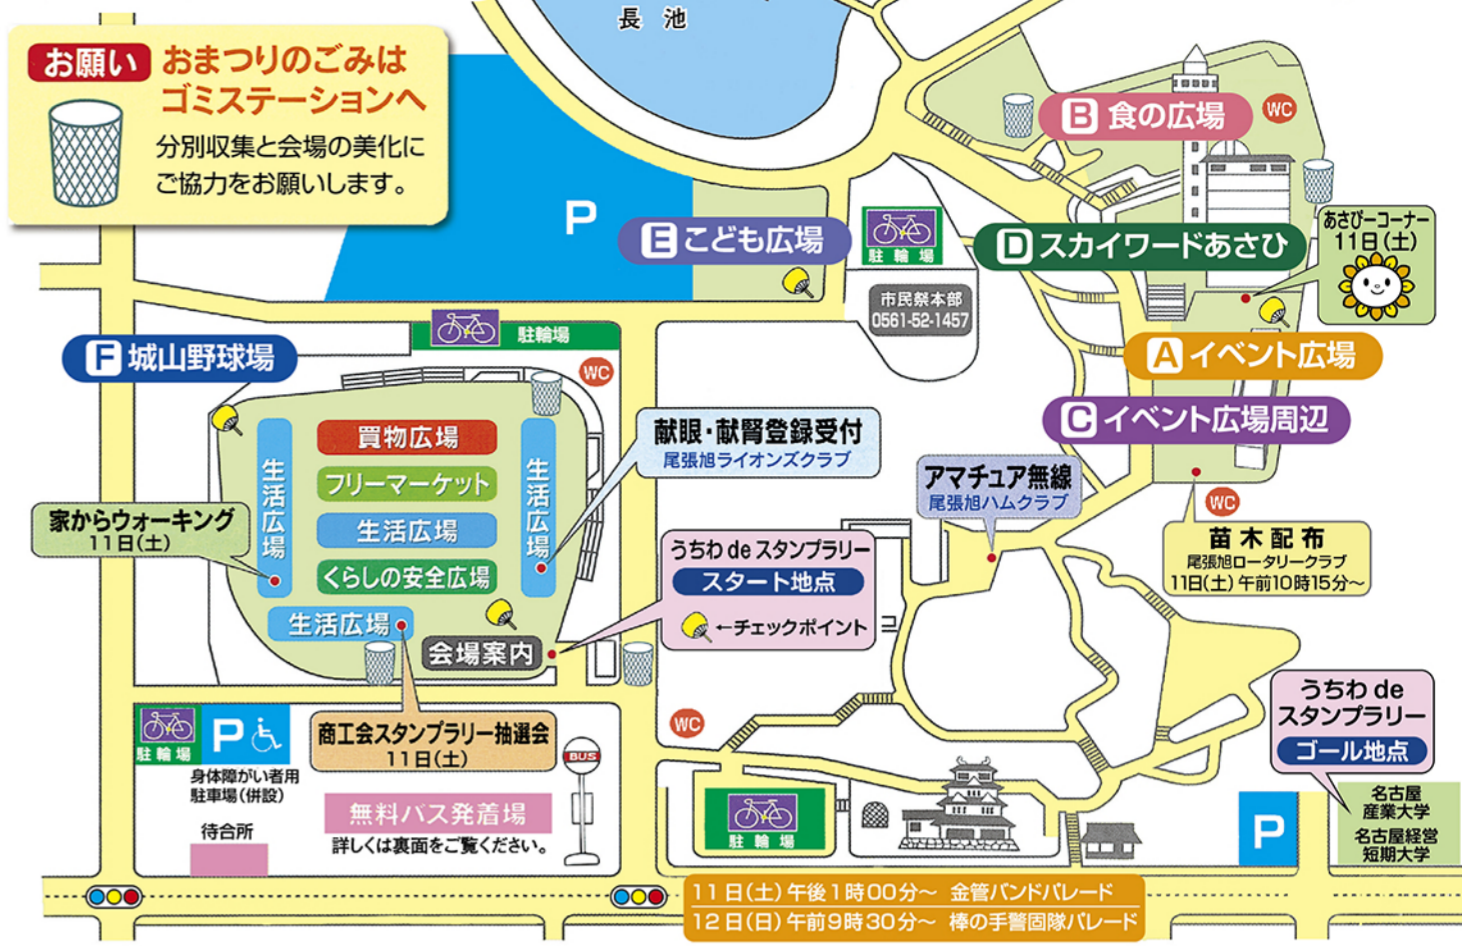 長 池
お願い
おまつりのごみは
ゴミステーションへ
分別収集と会場の美化に
ご協力をお願いします。
P
B 食の広場
WC
E こども広場
駐輪場
D スカイワードあさひ
あさぴーコーナー
11日(土)
市民祭本部
0561-52-1457
駐輪場
F 城山野球場
WC
A イベント広場
C イベント広場周辺
買物広場
フリーマーケット
生活広場
くらしの安全広場
生活広場
生活広場
生活広場
会場案内
献眼・献腎登録受付
尾張旭ライオンズクラブ
アマチュア無線
尾張旭ハムクラブ
WC
苗木配布
尾張旭ロータリークラブ
11日(土)午前10時15分～
家からウォーキング
11日(土)
うちわ de スタンプラリー
スタート地点
←チェックポイント
WC
うちわ de
スタンプラリー
ゴール地点
駐輪場
P
身体障がい者用
駐車場(併設)
待合所
商工会スタンプラリー抽選会
11日(土)
BUS
無料バス発着場
詳しくは裏面をご覧ください。
駐輪場
P
名古屋
産業大学
名古屋経営
短期大学
11日(土)午後1時00分～ 金管バンドパレード
12日(日)午前9時30分～ 棒の手警固隊パレード